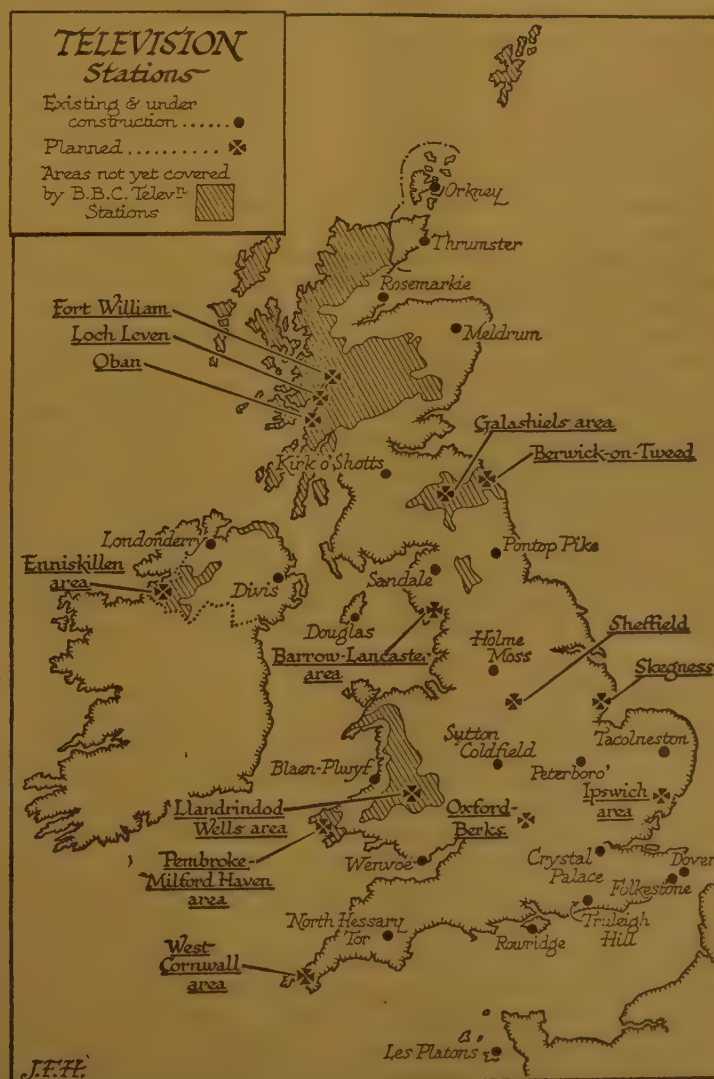 TELEVISION
Stations
Existing & under
construction ......
Planned ..........
Areas not yet covered
by B.B.C. Televn
Stations
Orkney
Thrumster
Rosemarkie
Fort William
Loch Leven
Meldrum
Oban
Galashiels area
Kirk o'Shotts
Berwick-on-Tweed
Londonderry
Pontop Pike
Enniskillen
area
Divis
Sandale
Douglas
Sheffield
Barrow-Lancaster
area
Holme
Moss
Skegness
Sutton
Coldfield
Tacolneston
Blaen-Plwyf
Peterboro'
Ipswich
area
Llandrindod
Wells area
Oxford-
Berks
Pembroke
Milford Haven
area
Wenvoe
Crystal
Palace
Dover
Folkestone
North Hessary
Tor
Rowridge
Truleigh
Hill
West
Cornwall
area
Les Platons
J.F.H.